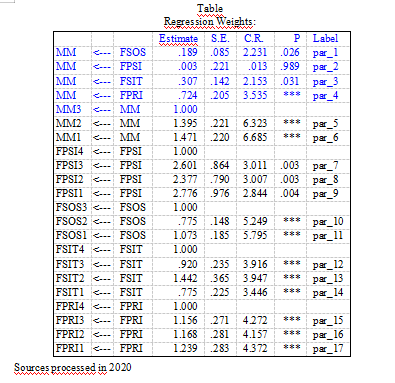 Table
Regression Weights:
Estimate S.E. C.R. P Label
MM <--- FSOS .189 .085 2.231 .026 par_1
MM <--- FPSI .003 .221 .013 .989 par_2
MM <--- FSIT .307 .142 2.153 .031 par_3
MM <--- FPRI .724 .205 3.535 *** par_4
MM3 <--- MM 1.000
MM2 <--- MM 1.395 .221 6.323 *** par_5
MM1 <--- MM 1.471 .220 6.685 *** par_6
FPSI4 <--- FPSI 1.000
FPSI3 <--- FPSI 2.601 .864 3.011 .003 par_7
FPSI2 <--- FPSI 2.377 .790 3.007 .003 par_8
FPSI1 <--- FPSI 2.776 .976 2.844 .004 par_9
FSOS3 <--- FSOS 1.000
FSOS2 <--- FSOS .775 .148 5.249 *** par_10
FSOS1 <--- FSOS 1.073 .185 5.795 *** par_11
FSIT4 <--- FSIT 1.000
FSIT3 <--- FSIT .920 .235 3.916 *** par_12
FSIT2 <--- FSIT 1.442 .365 3.947 *** par_13
FSIT1 <--- FSIT .775 .225 3.446 *** par_14
FPRI4 <--- FPRI 1.000
FPRI3 <--- FPRI 1.156 .271 4.272 *** par_15
FPRI2 <--- FPRI 1.168 .281 4.157 *** par_16
FPRI1 <--- FPRI 1.239 .283 4.372 *** par_17
Sources processed in 2020